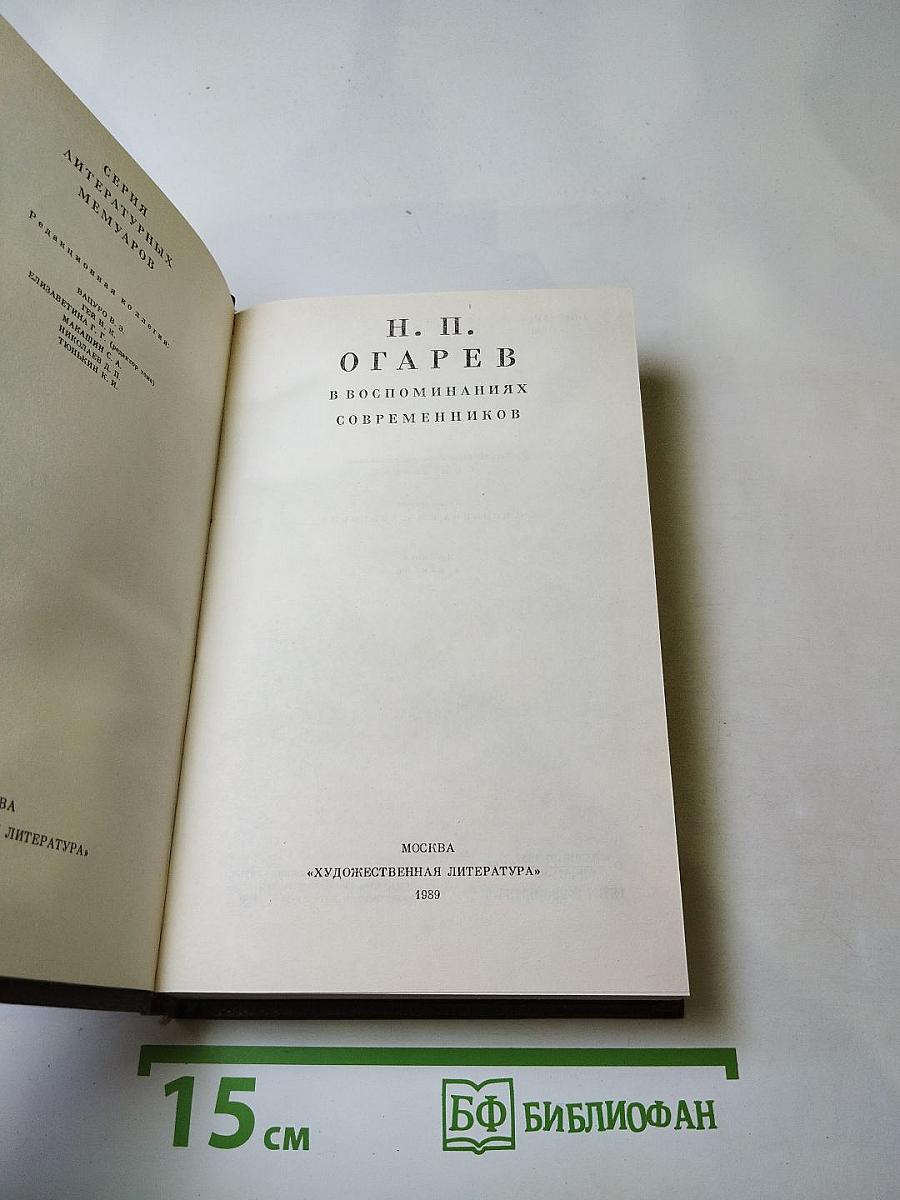 СЕРИЯ
ЛИТЕРАТУРНЫХ
МЕМУАРОВ
Редакционная коллегия:
ВАЦУРО В. Э.
ГЕЙ Н. К.
ЕЛИЗАВЕТИНА Г. Г. (редактор тома)
МАКАШИН С. А.
НИКОЛАЕВ Д. П.
ТЮНЬКИН К. И.
ВА
ЛИТЕРАТУРА»
Н. П.
ОГАРЕВ
В ВОСПОМИНАНИЯХ
СОВРЕМЕННИКОВ
МОСКВА
«ХУДОЖЕСТВЕННАЯ ЛИТЕРАТУРА»
1989
15 см
БФ БИБЛИОФАН